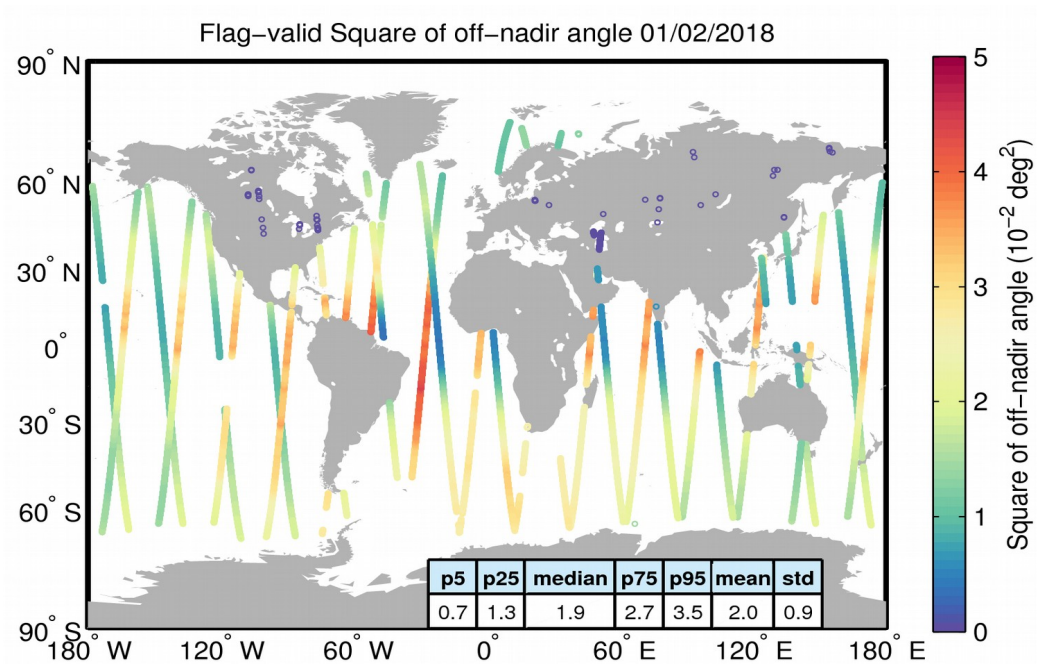 Flag−valid Square of off−nadir angle 01/02/2018
90° N
60° N
30° N
0°
30° S
60° S
90° S
180° W 120° W 60° W 0° 60° E 120° E 180° E
p5 p25 median p75 p95 mean std
0.7 1.3 1.9 2.7 3.5 2.0 0.9
5
4
3
2
1
0
Square of off−nadir angle (10⁻² deg²)